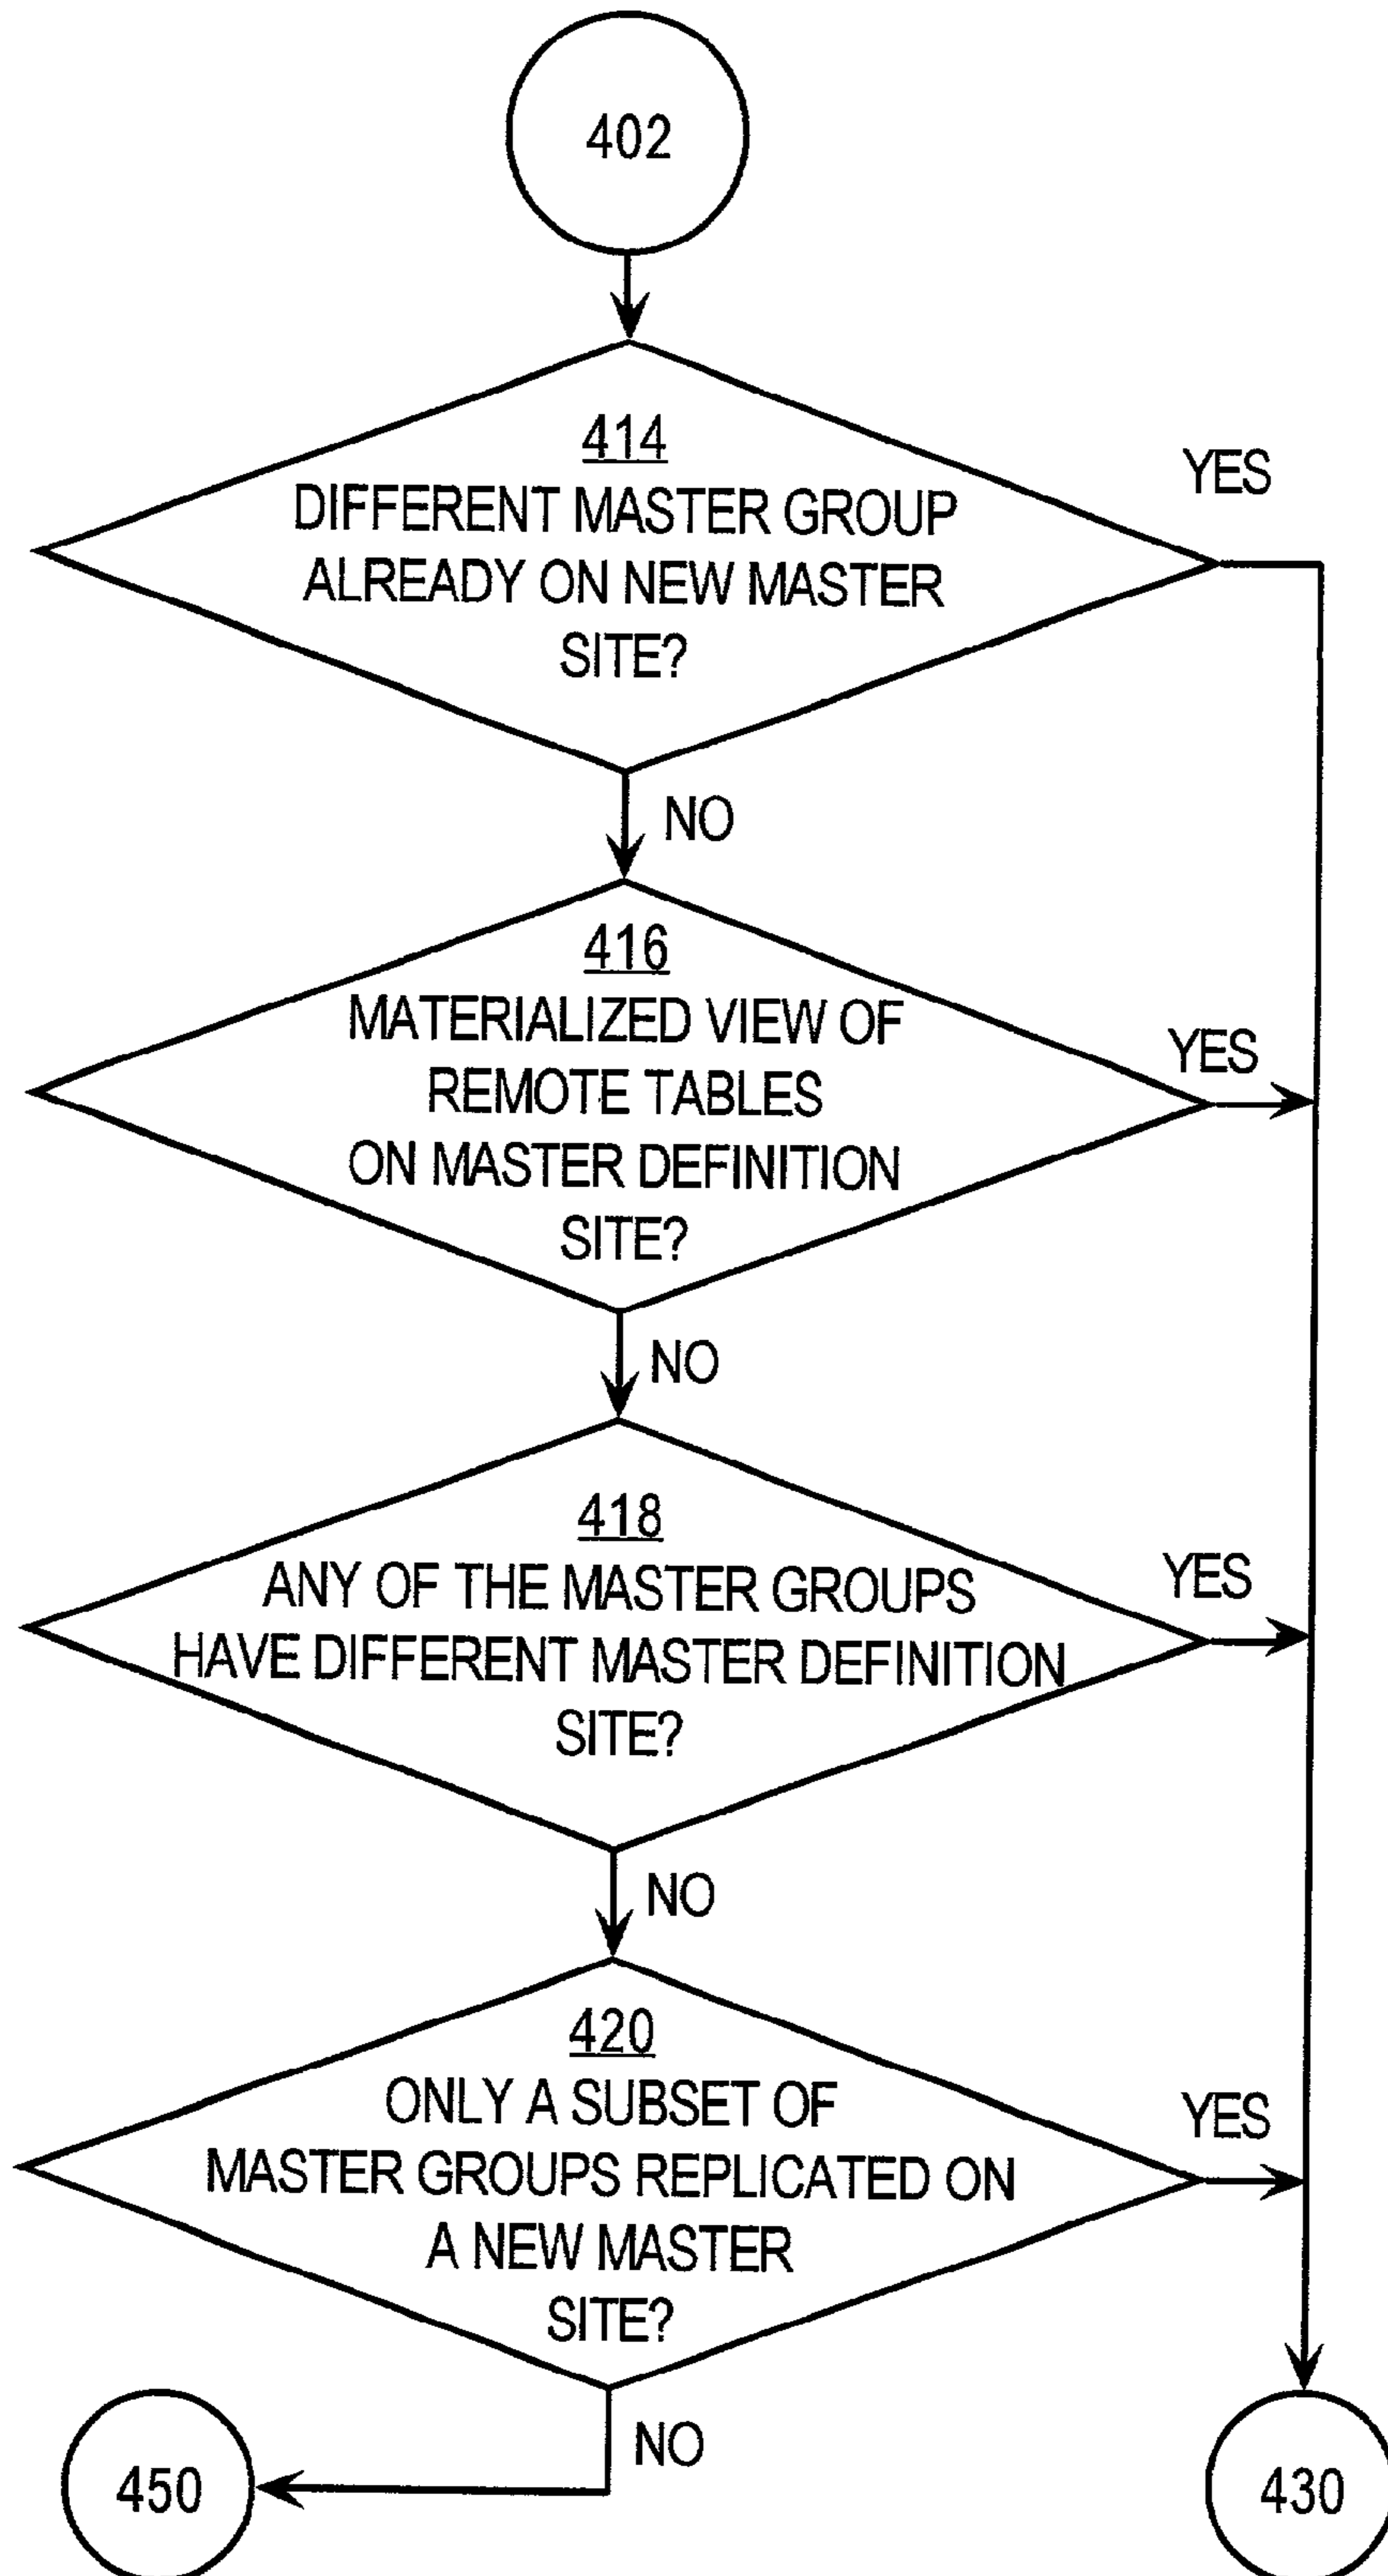 402
414
DIFFERENT MASTER GROUP
ALREADY ON NEW MASTER
SITE?
YES
NO
416
MATERIALIZED VIEW OF
REMOTE TABLES
ON MASTER DEFINITION
SITE?
YES
NO
418
ANY OF THE MASTER GROUPS
HAVE DIFFERENT MASTER DEFINITION
SITE?
YES
NO
420
ONLY A SUBSET OF
MASTER GROUPS REPLICATED ON
A NEW MASTER
SITE?
YES
NO
450
430